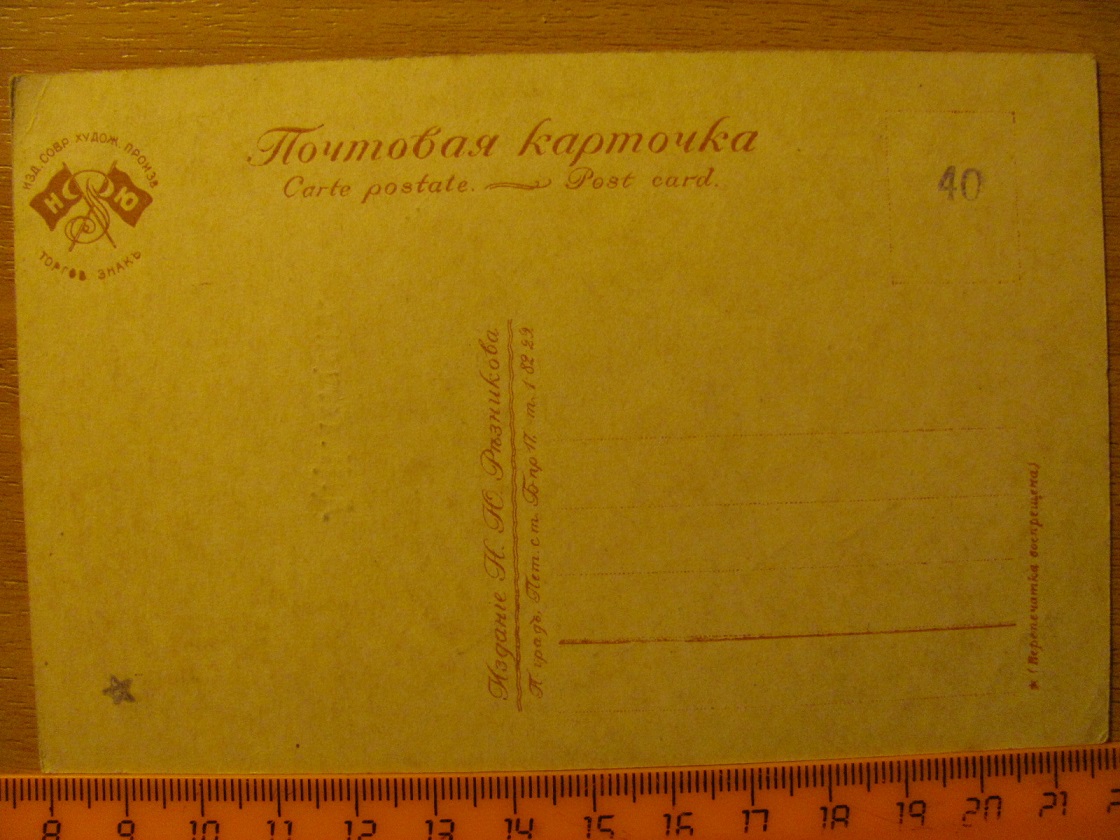 ИЗД. СОВР. ХУДОЖ. ПРОИЗВ
Н Ю
ТОРГОВ. ЗНАКЪ
Почтовая карточка
Carte postale. Post card.
40
Изданіе Н. Ю. Рѣзникова
П градъ, Пет. ст. Б пр 17, т. 1 82 29
★ (Перепечатка воспрещена)
8 9 10 11 12 13 14 15 16 17 18 19 20 21